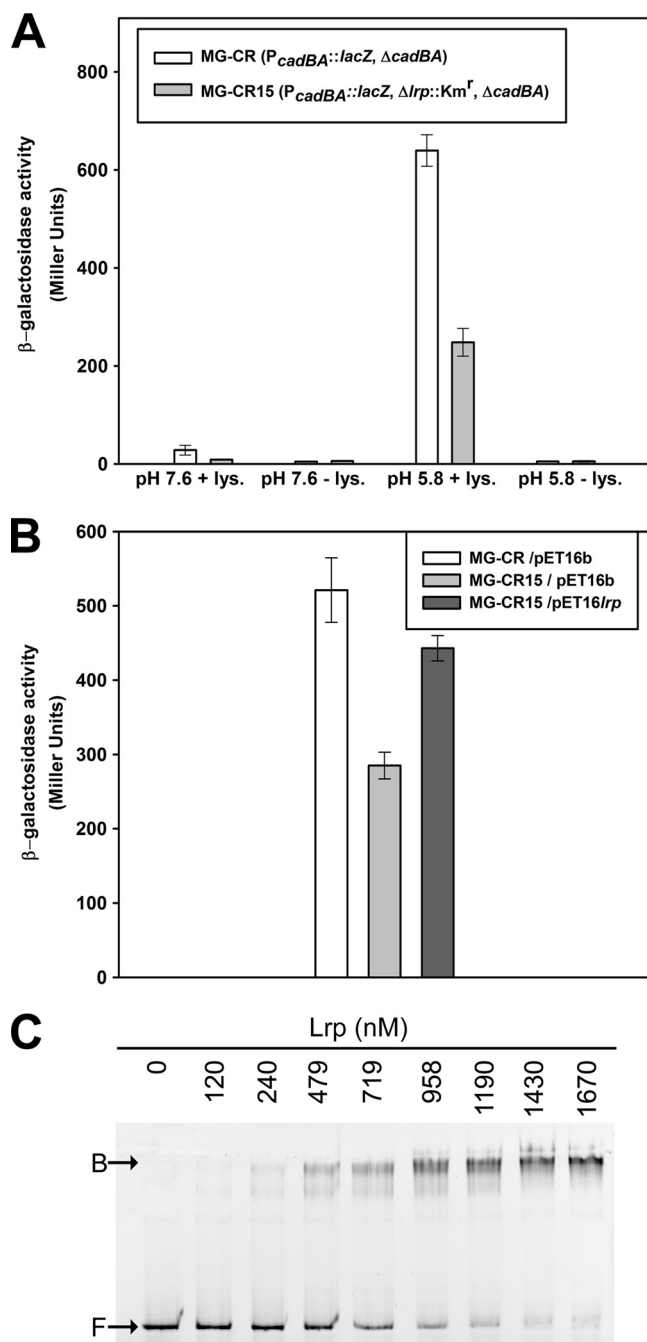 A
MG-CR (PcadBA::lacZ, ΔcadBA)
MG-CR15 (PcadBA::lacZ, Δlrp::Kmr, ΔcadBA)
β−galactosidase activity
(Miller Units)
800
600
400
200
0
pH 7.6 + lys. pH 7.6 - lys. pH 5.8 + lys. pH 5.8 - lys.
B
MG-CR /pET16b
MG-CR15 / pET16b
MG-CR15 /pET16lrp
β−galactosidase activity
(Miller Units)
600
500
400
300
200
100
0
C
Lrp (nM)
0 120 240 479 719 958 1190 1430 1670
B
F